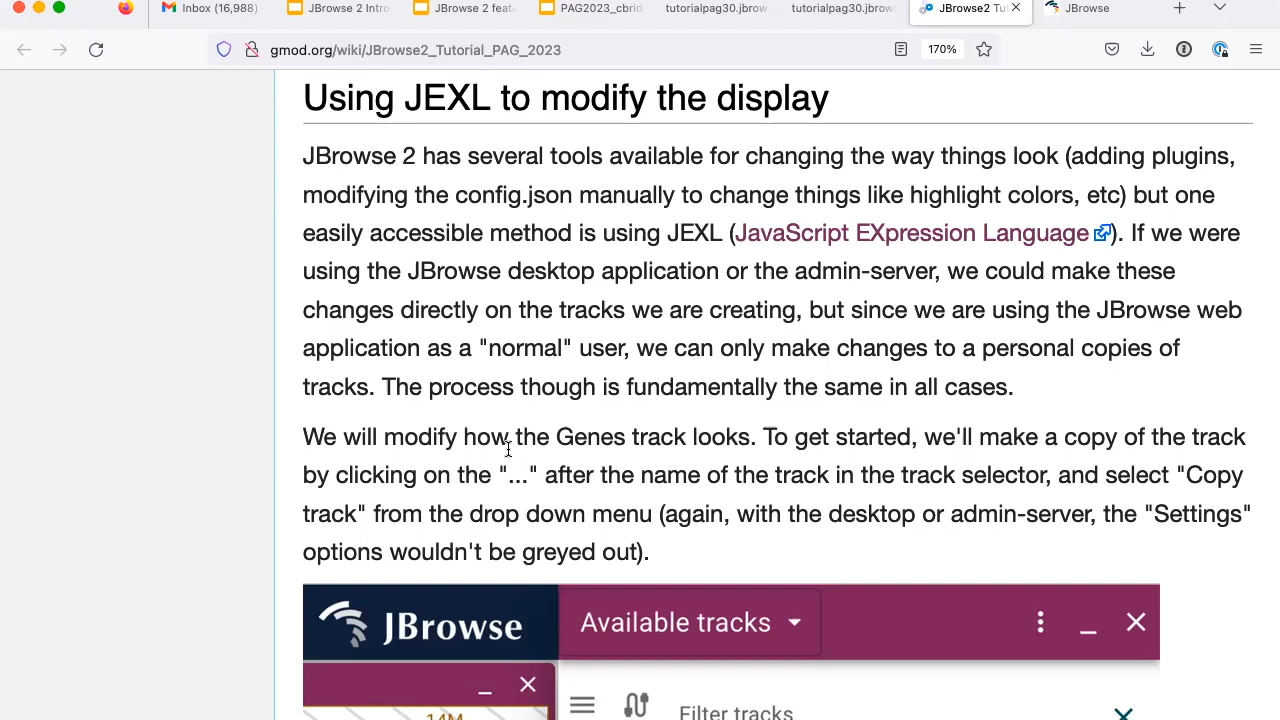 Inbox (16,988)
JBrowse 2 Intro
JBrowse 2 feat
PAG2023_cbrid
tutorialpag30.jbrow
tutorialpag30.jbrow
JBrowse2 Tu
JBrowse
gmod.org/wiki/JBrowse2_Tutorial_PAG_2023
170%
Using JEXL to modify the display
JBrowse 2 has several tools available for changing the way things look (adding plugins,
modifying the config.json manually to change things like highlight colors, etc) but one
easily accessible method is using JEXL (JavaScript EXpression Language). If we were
using the JBrowse desktop application or the admin-server, we could make these
changes directly on the tracks we are creating, but since we are using the JBrowse web
application as a "normal" user, we can only make changes to a personal copies of
tracks. The process though is fundamentally the same in all cases.
We will modify how the Genes track looks. To get started, we'll make a copy of the track
by clicking on the "..." after the name of the track in the track selector, and select "Copy
track" from the drop down menu (again, with the desktop or admin-server, the "Settings"
options wouldn't be greyed out).
JBrowse
Available tracks
14M
Filter tracks